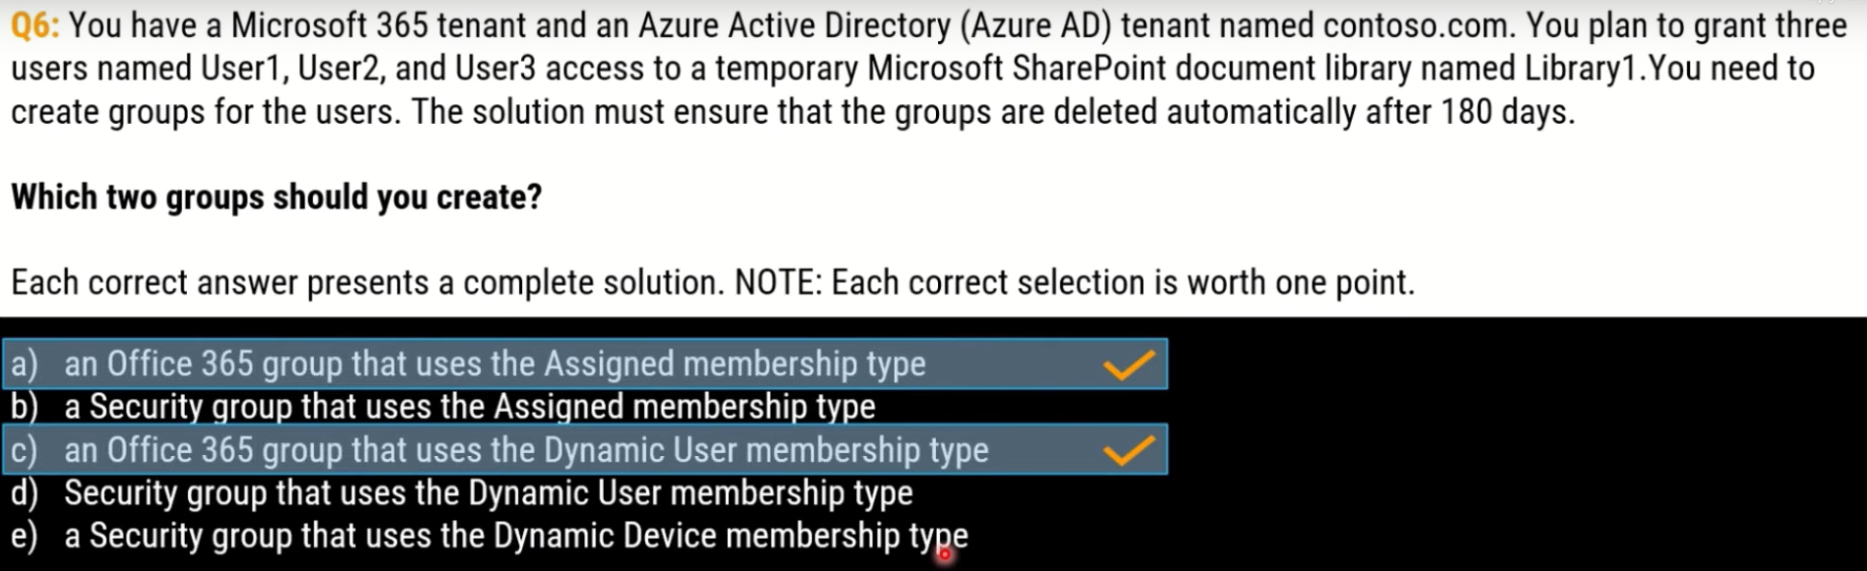 Q6: You have a Microsoft 365 tenant and an Azure Active Directory (Azure AD) tenant named contoso.com. You plan to grant three
users named User1, User2, and User3 access to a temporary Microsoft SharePoint document library named Library1.You need to
create groups for the users. The solution must ensure that the groups are deleted automatically after 180 days.
Which two groups should you create?
Each correct answer presents a complete solution. NOTE: Each correct selection is worth one point.
a) an Office 365 group that uses the Assigned membership type
b) a Security group that uses the Assigned membership type
c) an Office 365 group that uses the Dynamic User membership type
d) Security group that uses the Dynamic User membership type
e) a Security group that uses the Dynamic Device membership type